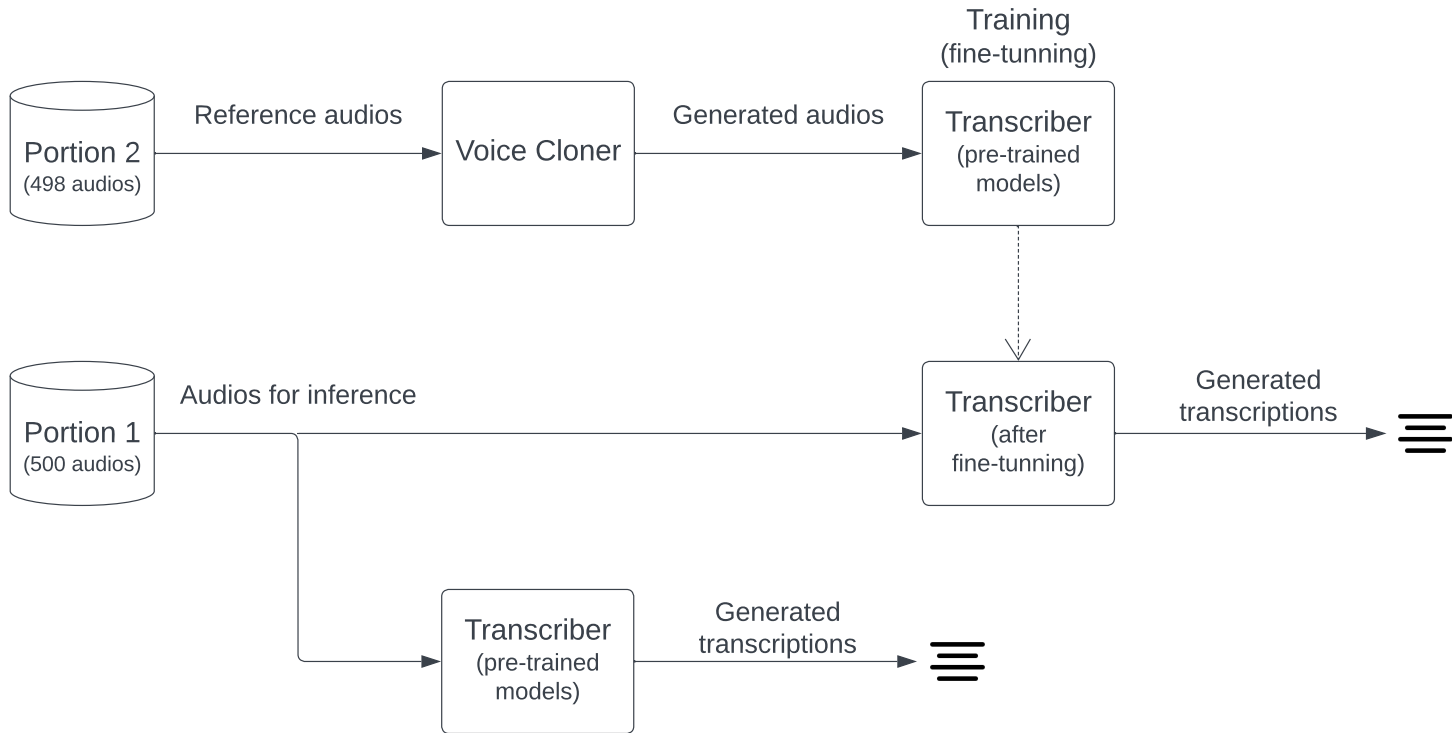 Training
(fine-tunning)
Portion 2
(498 audios)
Reference audios
Voice Cloner
Generated audios
Transcriber
(pre-trained
models)
Portion 1
(500 audios)
Audios for inference
Transcriber
(after
fine-tunning)
Generated
transcriptions
Transcriber
(pre-trained
models)
Generated
transcriptions